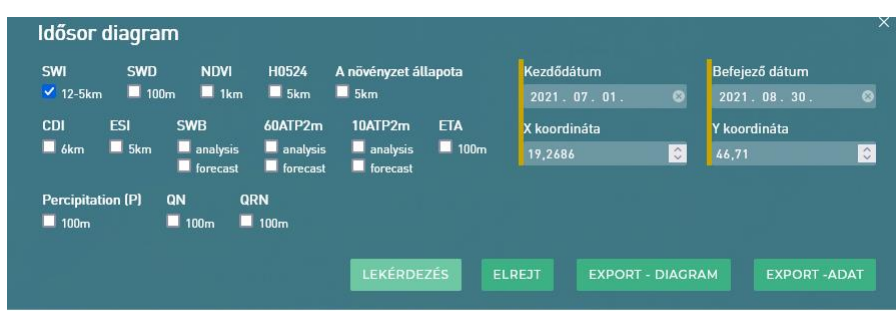 Idősor diagram
SWI SWD NDVI H0524 A növényzet állapota
12-5km 100m 1km 5km 5km
CDI ESI SWB 60ATP2m 10ATP2m ETA
6km 5km analysis analysis analysis 100m
forecast forecast forecast
Percipitation (P) QN QRN
100m 100m 100m
Kezdődátum Befejező dátum
2021. 07. 01. 2021. 08. 30.
X koordináta Y koordináta
19,2686 46,71
LEKÉRDEZÉS ELREJT EXPORT - DIAGRAM EXPORT -ADAT